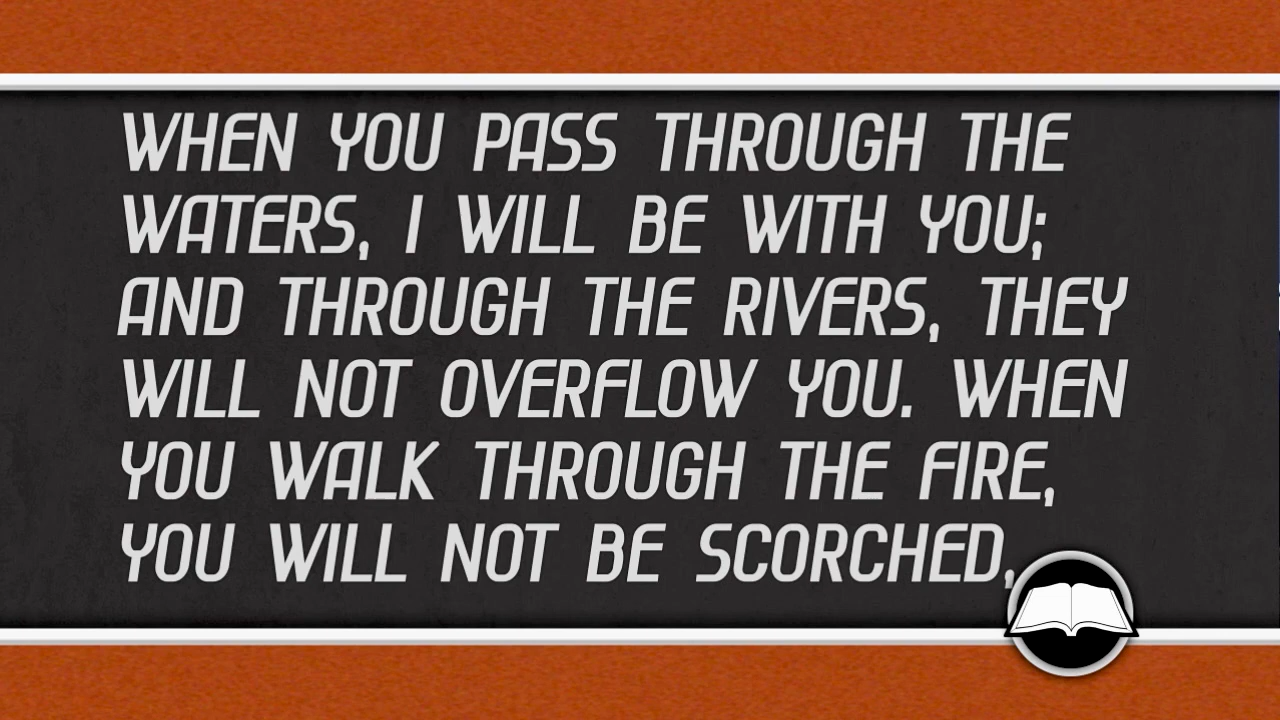 WHEN YOU PASS THROUGH THE
WATERS, I WILL BE WITH YOU;
AND THROUGH THE RIVERS, THEY
WILL NOT OVERFLOW YOU. WHEN
YOU WALK THROUGH THE FIRE,
YOU WILL NOT BE SCORCHED,